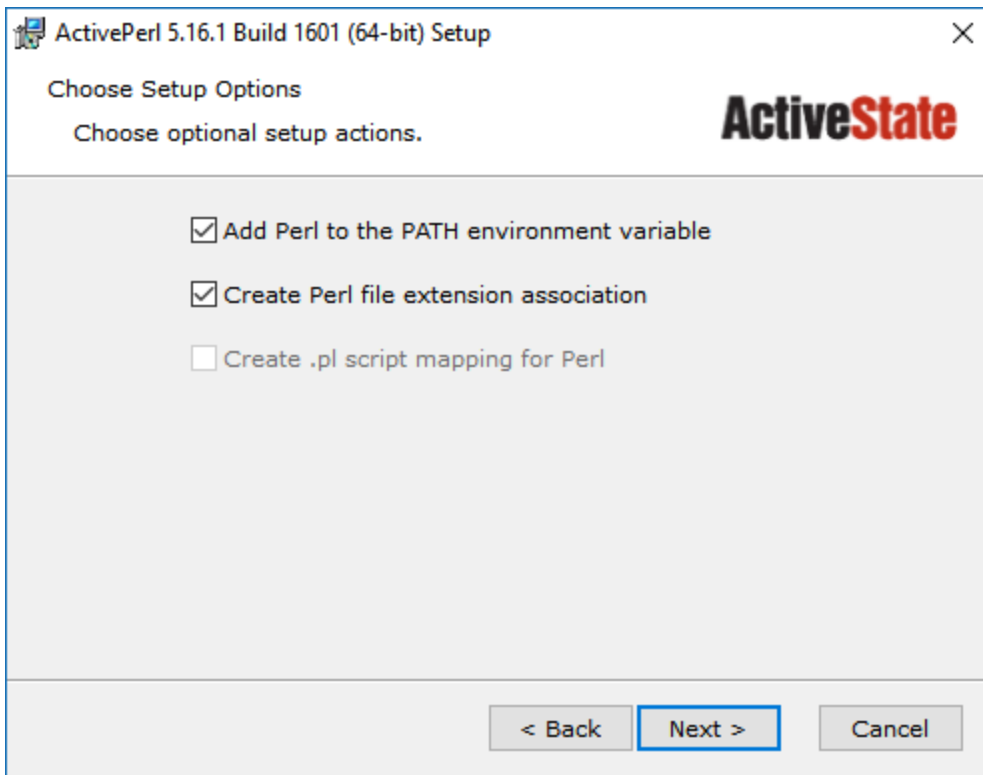 ActivePerl 5.16.1 Build 1601 (64-bit) Setup
Choose Setup Options
Choose optional setup actions.
ActiveState
Add Perl to the PATH environment variable
Create Perl file extension association
Create .pl script mapping for Perl
< Back
Next >
Cancel